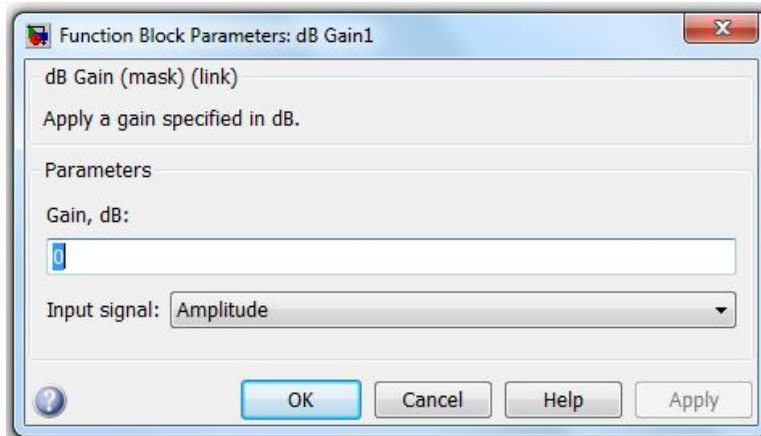 Function Block Parameters: dB Gain1
dB Gain (mask) (link)
Apply a gain specified in dB.
Parameters
Gain, dB:
0
Input signal: Amplitude
OK Cancel Help Apply